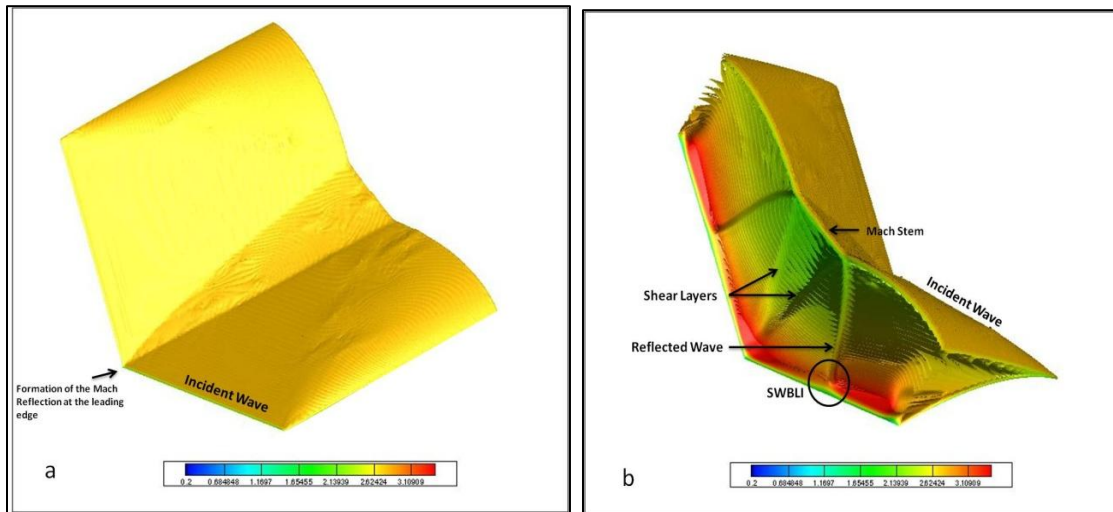 Incident Wave
Formation of the Mach
Reflection at the leading
edge
a
0.2 0.684848 1.1697 1.65455 2.13939 2.62424 3.10909
Mach Stem
Incident Wave
Shear Layers
Reflected Wave
SWBLI
b
0.2 0.684848 1.1697 1.65455 2.13939 2.62424 3.10909